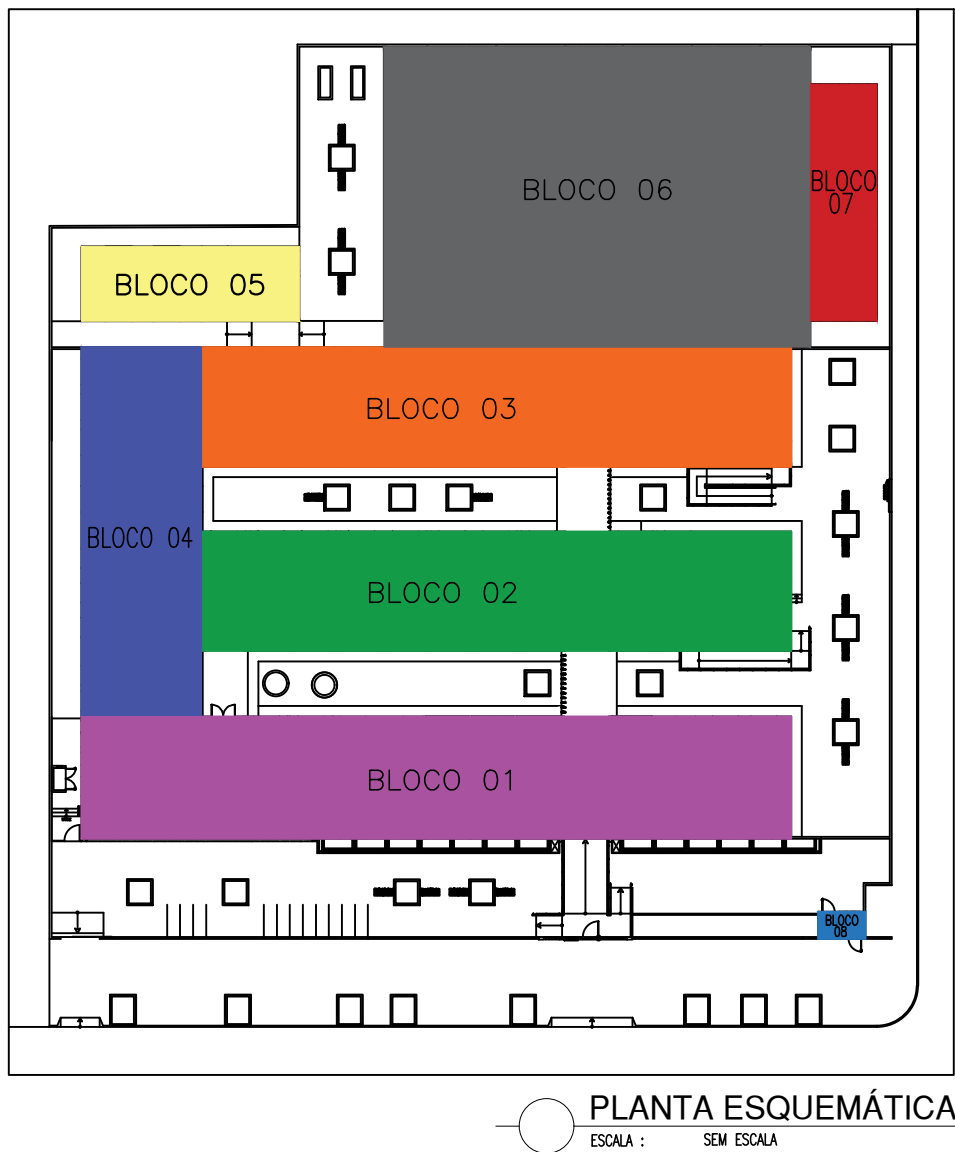 BLOCO 06
BLOCO
07
BLOCO 05
BLOCO 03
BLOCO 04
BLOCO 02
BLOCO 01
BLOCO
08
PLANTA ESQUEMÁTICA
ESCALA : SEM ESCALA